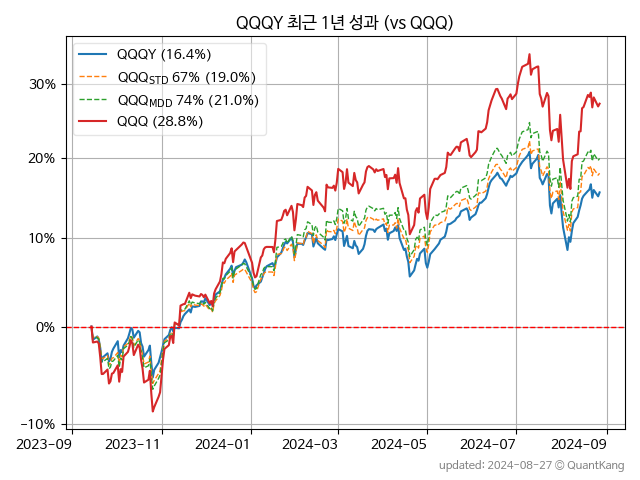 QQQY 최근 1년 성과 (vs QQQ)
QQQY (16.4%)
QQQSTD 67% (19.0%)
QQQMDD 74% (21.0%)
QQQ (28.8%)
30%
20%
10%
0%
−10%
2023-09 2023-11 2024-01 2024-03 2024-05 2024-07 2024-09
updated: 2024-08-27 © QuantKang